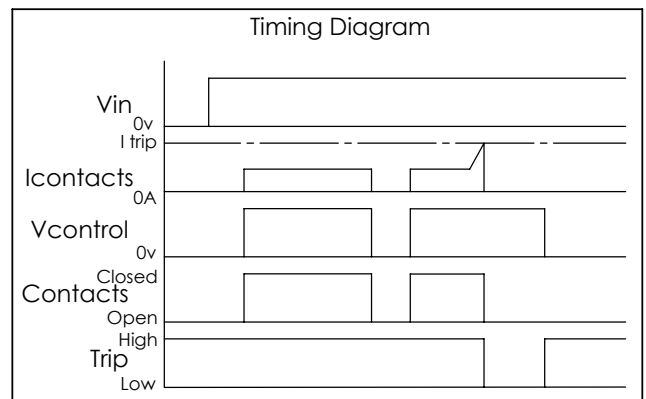 Timing Diagram
Vin
0v
I trip
Icontacts
0A
Vcontrol
0v
Closed
Contacts
Open
High
Trip
Low